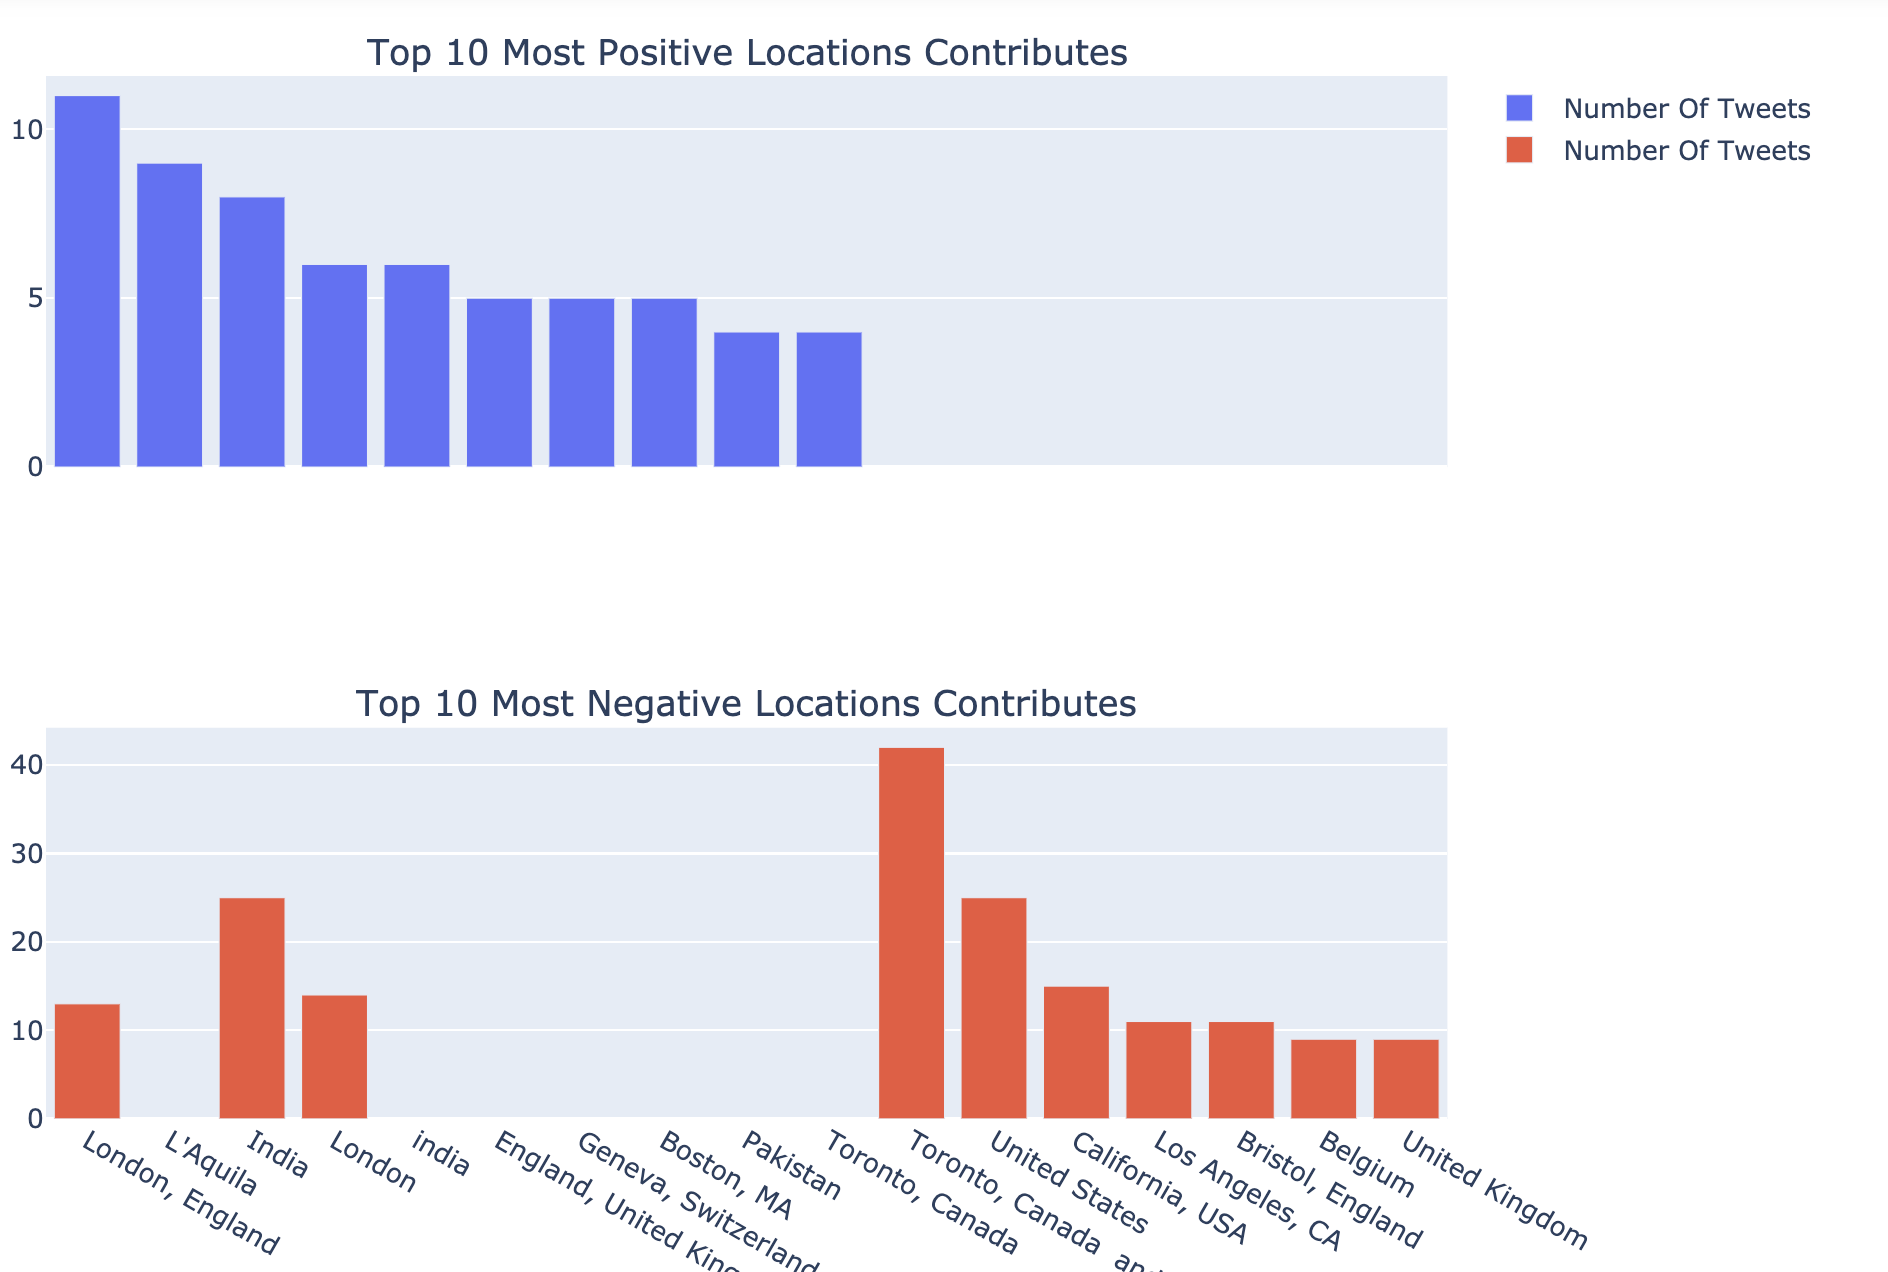 Top 10 Most Positive Locations Contributes
Number Of Tweets
Number Of Tweets
10
5
0
Top 10 Most Negative Locations Contributes
40
30
20
10
0
London, England
L'Aquila
India
London
india
England, United King
Geneva, Switzerland
Boston, MA
Pakistan
Toronto, Canada
Toronto, Canada and
United States
California, USA
Los Angeles, CA
Bristol, England
Belgium
United Kingdom